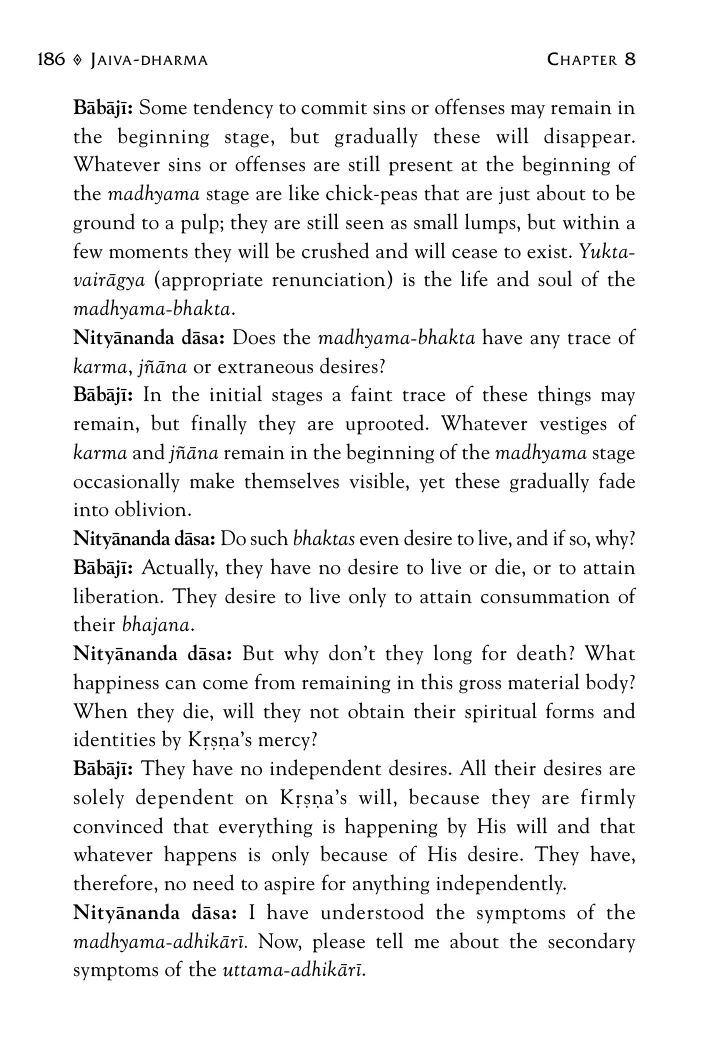 186 ⟡ Jaiva-dharma Chapter 8
Bābājī: Some tendency to commit sins or offenses may remain in
the beginning stage, but gradually these will disappear.
Whatever sins or offenses are still present at the beginning of
the madhyama stage are like chick-peas that are just about to be
ground to a pulp; they are still seen as small lumps, but within a
few moments they will be crushed and will cease to exist. Yukta-
vairāgya (appropriate renunciation) is the life and soul of the
madhyama-bhakta.
Nityānanda dāsa: Does the madhyama-bhakta have any trace of
karma, jñāna or extraneous desires?
Bābājī: In the initial stages a faint trace of these things may
remain, but finally they are uprooted. Whatever vestiges of
karma and jñāna remain in the beginning of the madhyama stage
occasionally make themselves visible, yet these gradually fade
into oblivion.
Nityānanda dāsa: Do such bhaktas even desire to live, and if so, why?
Bābājī: Actually, they have no desire to live or die, or to attain
liberation. They desire to live only to attain consummation of
their bhajana.
Nityānanda dāsa: But why don’t they long for death? What
happiness can come from remaining in this gross material body?
When they die, will they not obtain their spiritual forms and
identities by Kṛṣṇa’s mercy?
Bābājī: They have no independent desires. All their desires are
solely dependent on Kṛṣṇa’s will, because they are firmly
convinced that everything is happening by His will and that
whatever happens is only because of His desire. They have,
therefore, no need to aspire for anything independently.
Nityānanda dāsa: I have understood the symptoms of the
madhyama-adhikārī. Now, please tell me about the secondary
symptoms of the uttama-adhikārī.